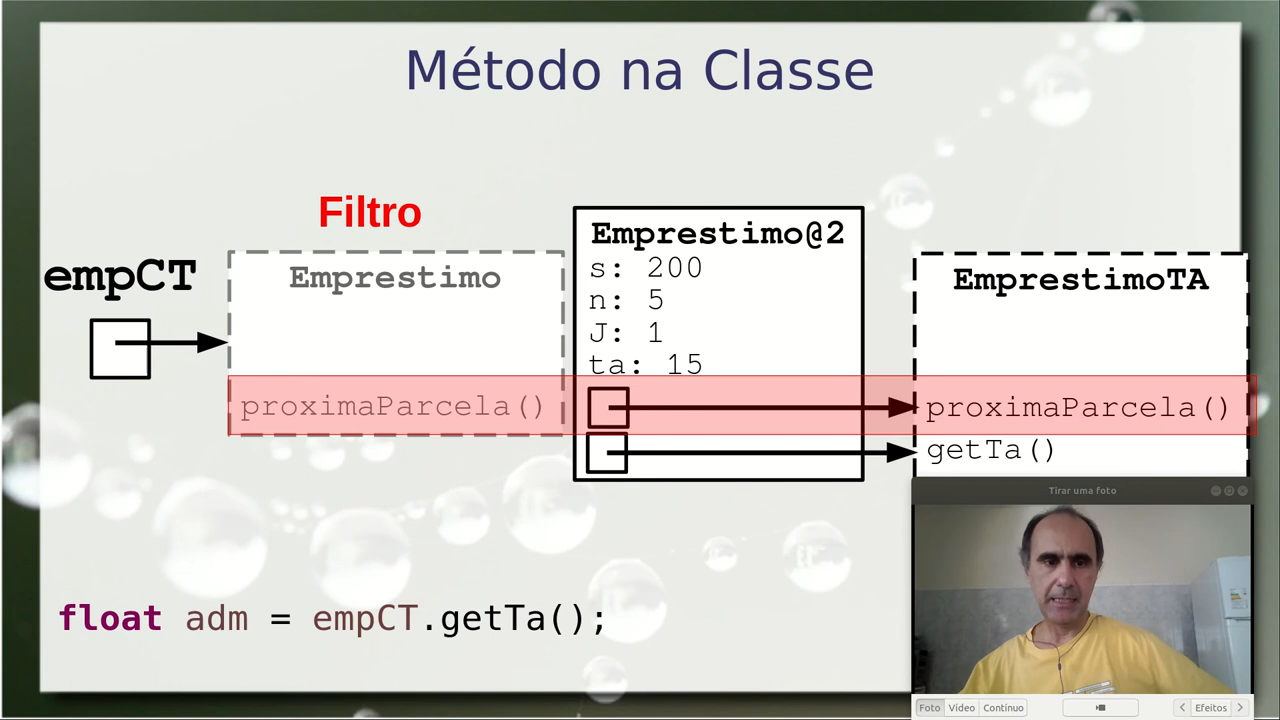 Método na Classe
Filtro
empCT
Emprestimo
proximaParcela()
Emprestimo@2
s: 200
n: 5
J: 1
ta: 15
EmprestimoTA
proximaParcela()
getTa()
float adm = empCT.getTa();
Tirar uma foto
Foto Vídeo Contínuo Efeitos